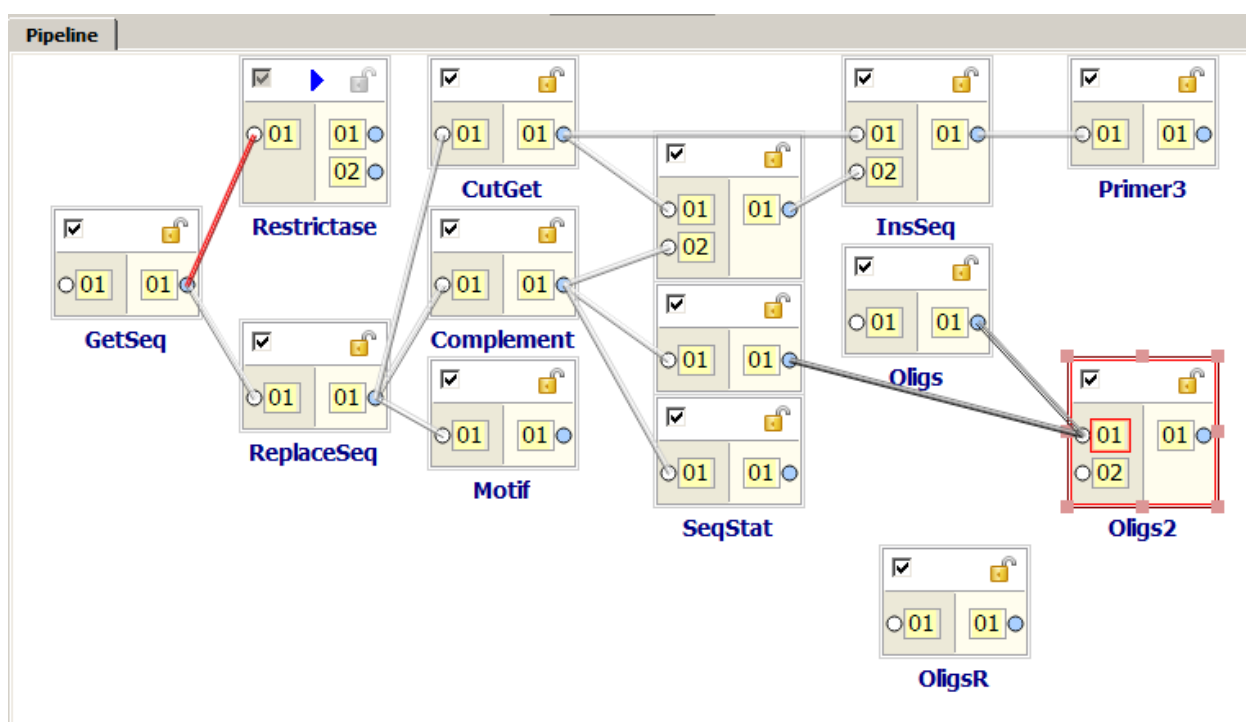 Pipeline
01 01
02
Restrictase
01 01
CutGet
01 01
02
InsSeq
01 01
Primer3
01 01
02
01 01
GetSeq
01 01
Complement
01 01
Oligs
01 01
ReplaceSeq
01 01
Motif
01 01
01 01
SeqStat
01 01
02
Oligs2
01 01
OligsR